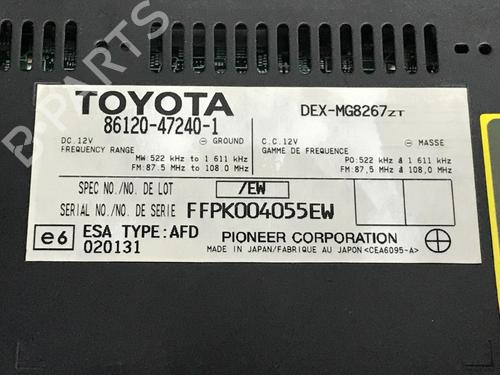 B-PARTS
TOYOTA
86120-47240-1
DEX-MG8267ZT
DC. 12V ⊖ GROUND
FREQUENCY RANGE
MW: 522 kHz to 1 611 kHz
FM: 87.5 MHz to 108.0 MHz
C.C. 12V ⊖ MASSE
GAMME DE FREQUENCE
PO: 522 kHz à 1 611 kHz
FM: 87,5 MHz à 108,0 MHz
SPEC NO./NO. DE LOT /EW
SERIAL NO./NO. DE SERIE FFPK004055EW
e6 ESA TYPE: AFD
020131
PIONEER CORPORATION
MADE IN JAPAN/FABRIQUE AU JAPON <CEA6095-A>